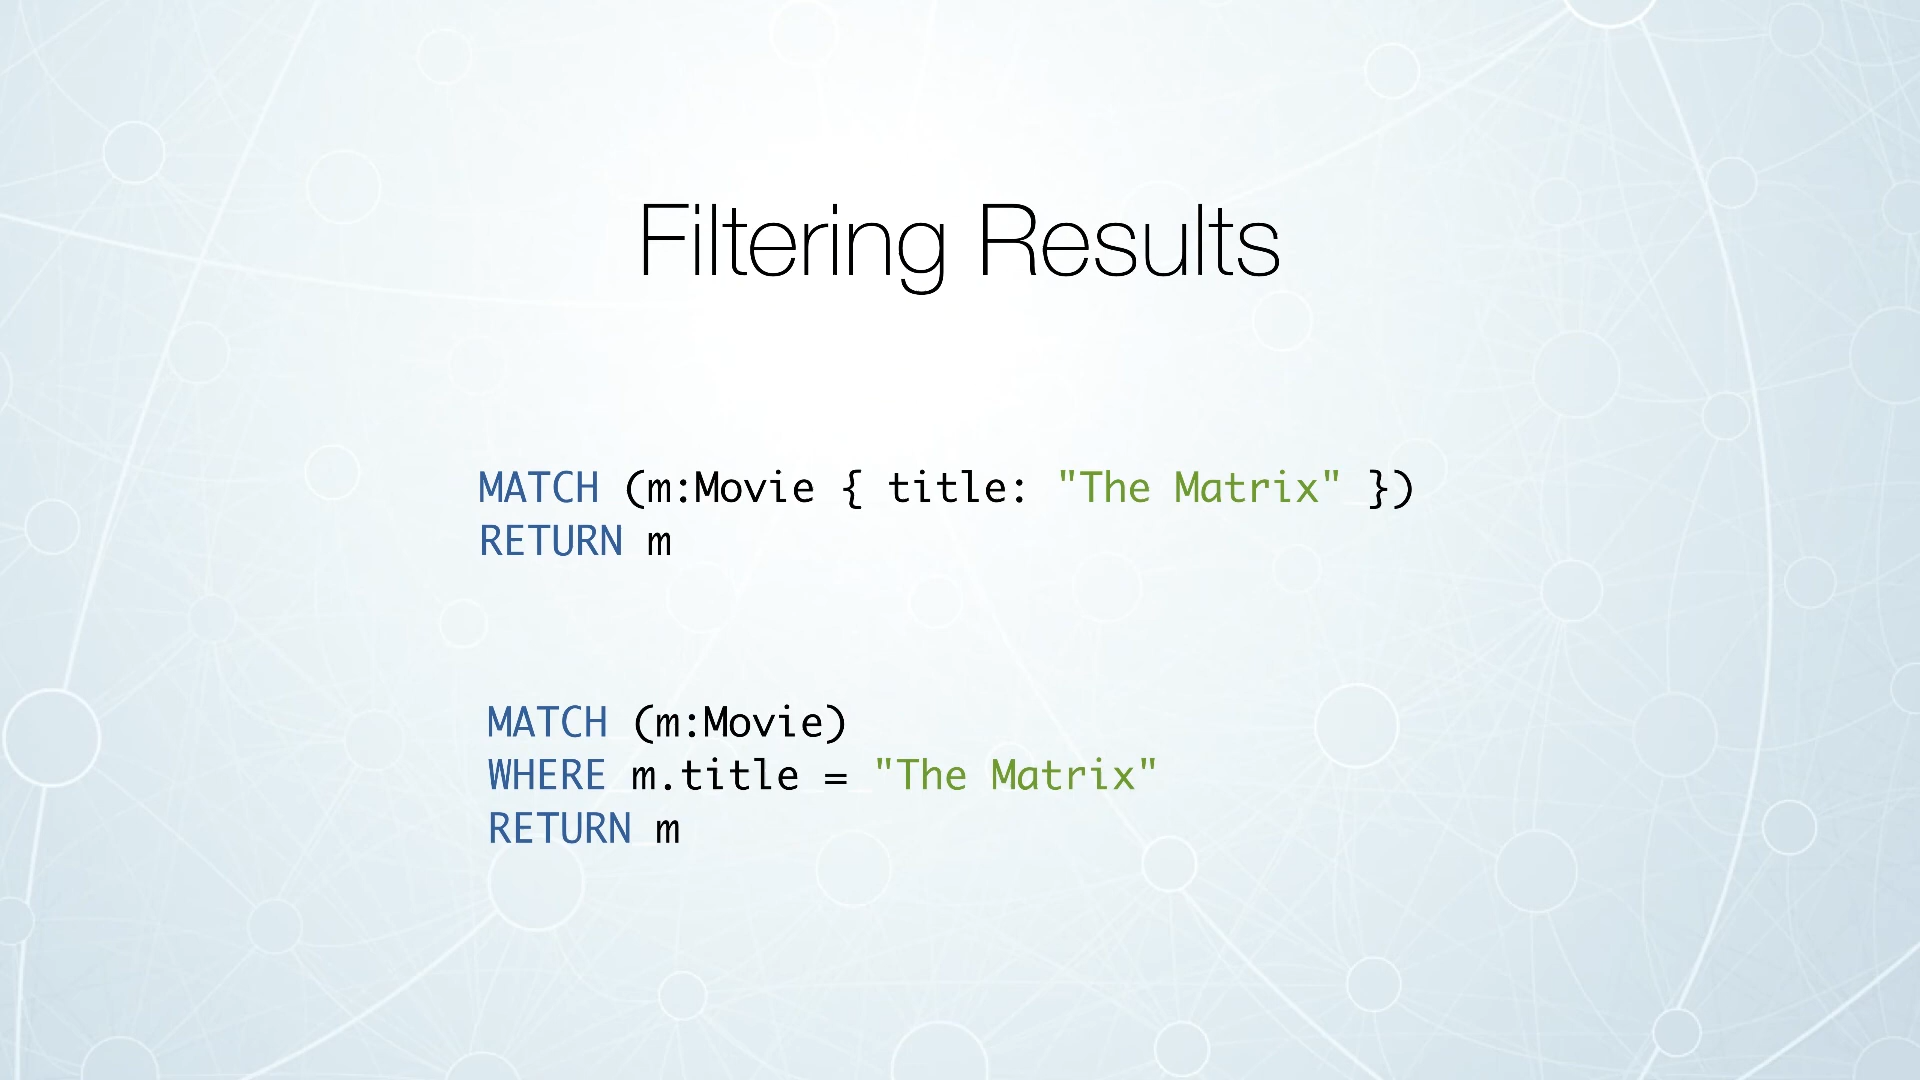 Filtering Results
MATCH (m:Movie { title: "The Matrix" })
RETURN m
MATCH (m:Movie)
WHERE m.title = "The Matrix"
RETURN m